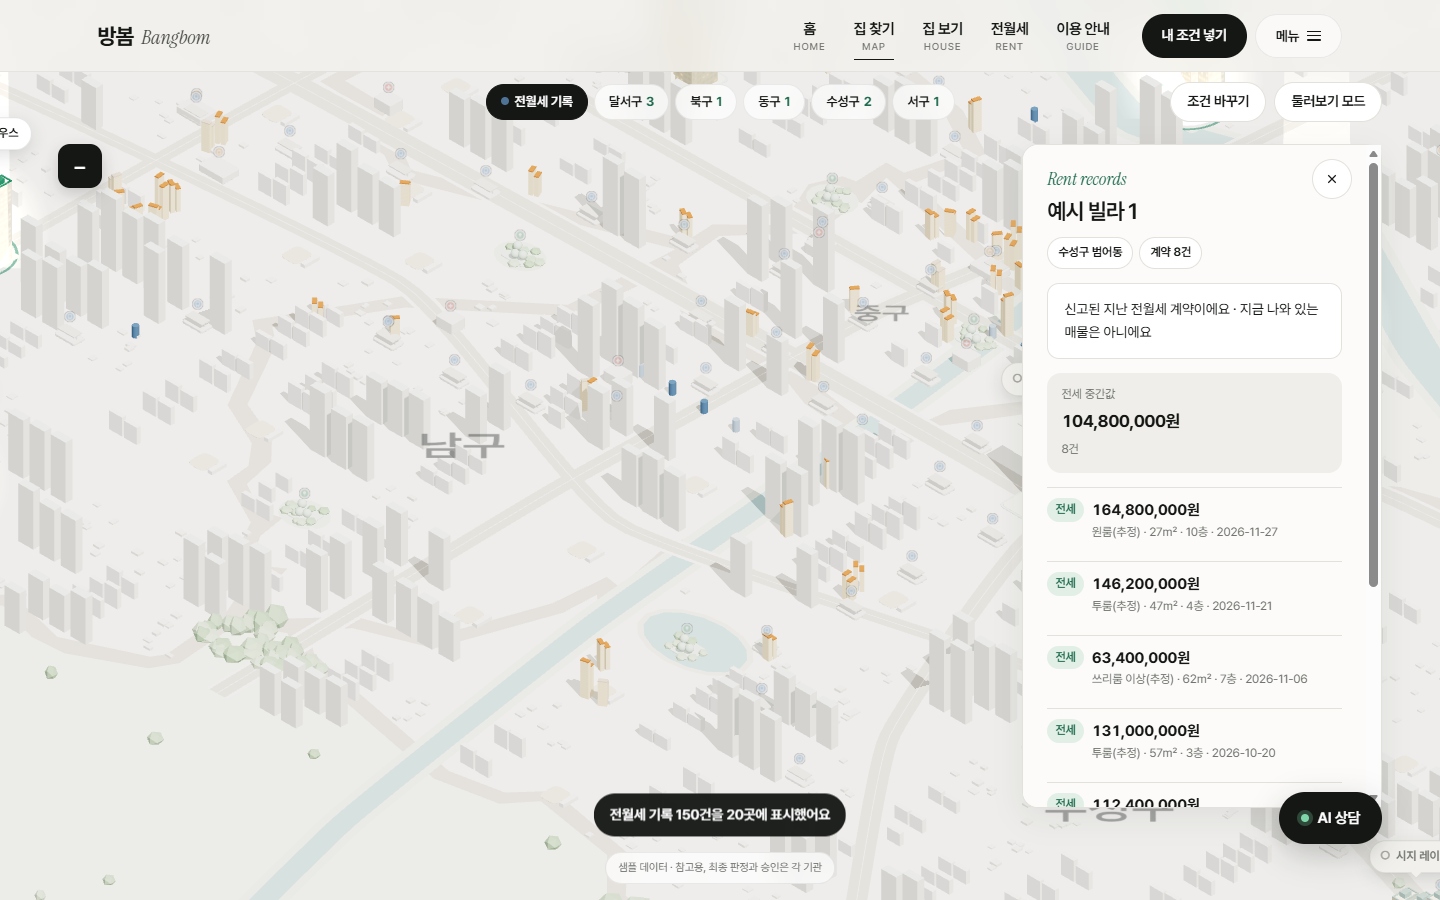 방봄 Bangbom
홈
HOME
집 찾기
MAP
집 보기
HOUSE
전월세
RENT
이용 안내
GUIDE
내 조건 넣기
메뉴
전월세 기록
달서구 3
북구 1
동구 1
수성구 2
서구 1
조건 바꾸기
둘러보기 모드
우스
–
중구
남구
Rent records
×
예시 빌라 1
수성구 범어동
계약 8건
신고된 지난 전월세 계약이에요 · 지금 나와 있는
매물은 아니에요
전세 중간값
104,800,000원
8건
전세 164,800,000원
원룸(추정) · 27m² · 10층 · 2026-11-27
전세 146,200,000원
투룸(추정) · 47m² · 4층 · 2026-11-21
전세 63,400,000원
쓰리룸 이상(추정) · 62m² · 7층 · 2026-11-06
전세 131,000,000원
투룸(추정) · 57m² · 3층 · 2026-10-20
전세 112,400,000원
전월세 기록 150건을 20곳에 표시했어요
샘플 데이터 · 참고용, 최종 판정과 승인은 각 기관
AI 상담
시지 레이